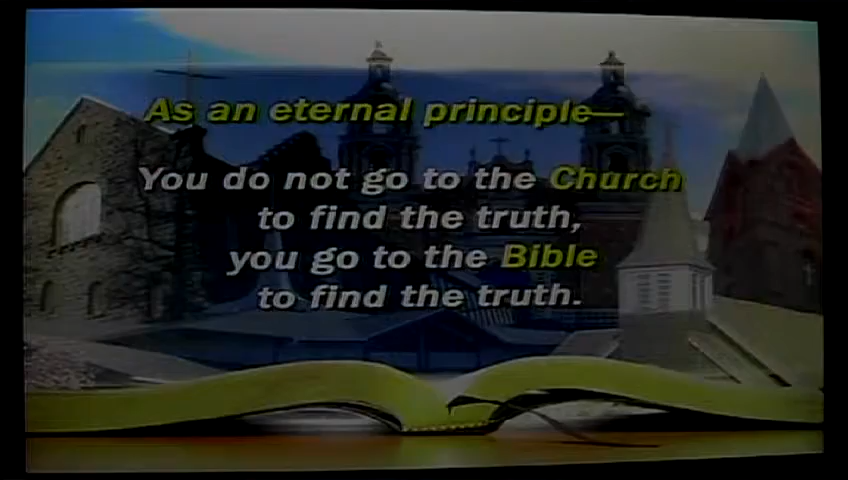 As an eternal principle—
You do not go to the Church
to find the truth,
you go to the Bible
to find the truth.